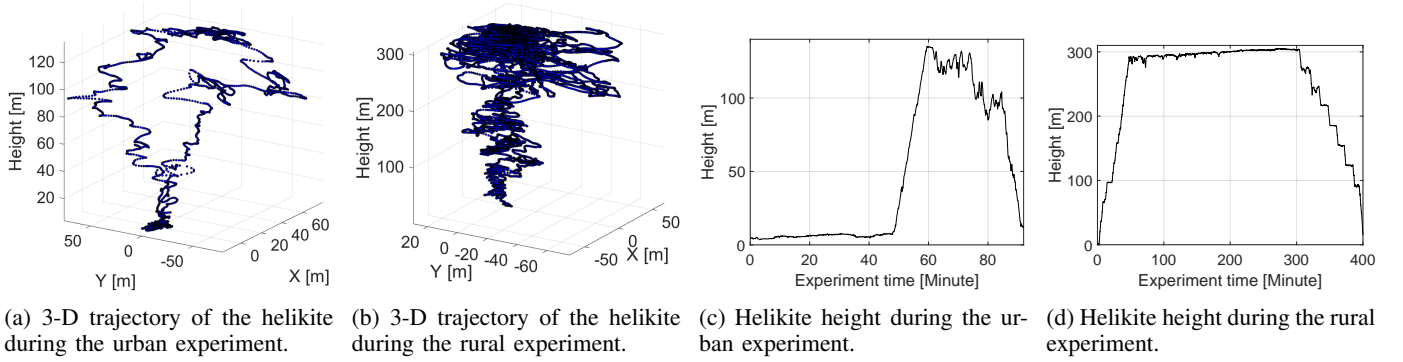 120
100
80
60
40
20
Height [m]
50
0
-50
Y [m]
0
20
40
60
X [m]
300
200
100
Height [m]
20
0
-20
-40
-60
Y [m]
-50
0
50
X [m]
100
50
0
Height [m]
0
20
40
60
80
Experiment time [Minute]
300
200
100
0
Height [m]
0
100
200
300
400
Experiment time [Minute]
(a) 3-D trajectory of the helikite
during the urban experiment.
(b) 3-D trajectory of the helikite
during the rural experiment.
(c) Helikite height during the ur-
ban experiment.
(d) Helikite height during the rural
experiment.